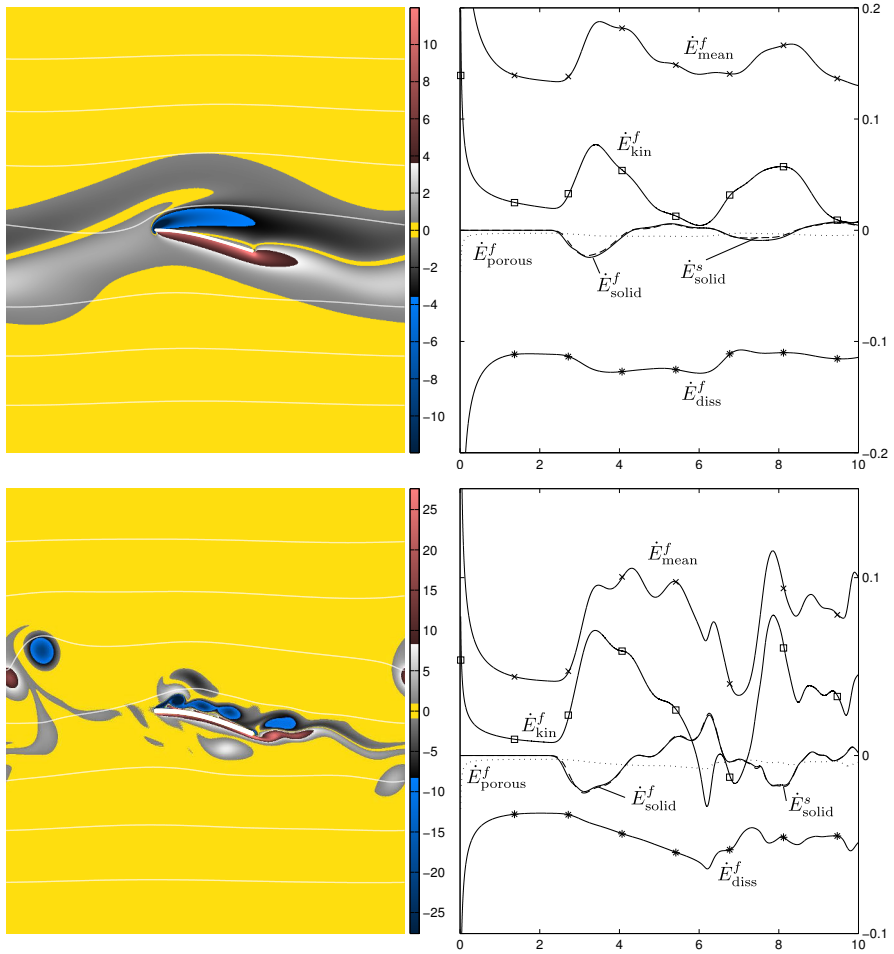 12
10
8
6
4
2
0
−2
−4
−6
−8
−10
0.2
0.1
0
−0.1
−0.2
Ė^f_mean
Ė^f_kin
Ė^f_porous
Ė^f_solid
Ė^s_solid
Ė^f_diss
0 2 4 6 8 10
25
20
15
10
5
0
−5
−10
−15
−20
−25
0.1
0
−0.1
Ė^f_mean
Ė^f_kin
Ė^f_porous
Ė^f_solid
Ė^s_solid
Ė^f_diss
0 2 4 6 8 10